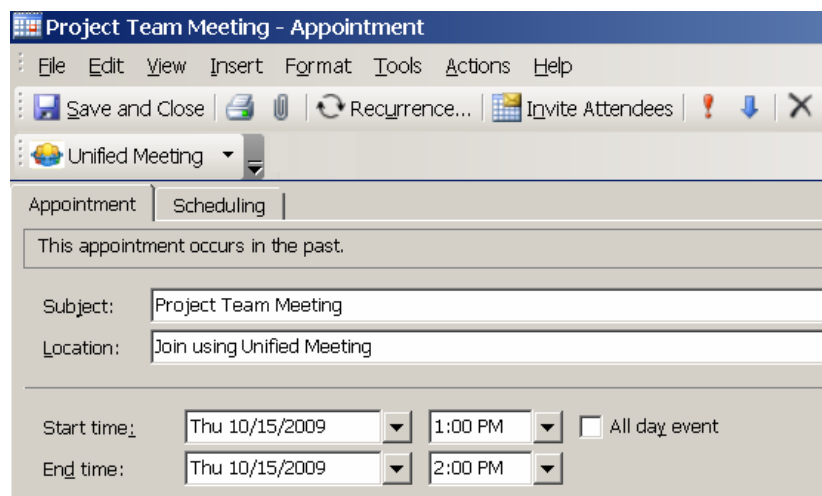 Project Team Meeting - Appointment
File Edit View Insert Format Tools Actions Help
Save and Close Recurrence... Invite Attendees
Unified Meeting
Appointment Scheduling
This appointment occurs in the past.
Subject: Project Team Meeting
Location: Join using Unified Meeting
Start time: Thu 10/15/2009 1:00 PM All day event
End time: Thu 10/15/2009 2:00 PM